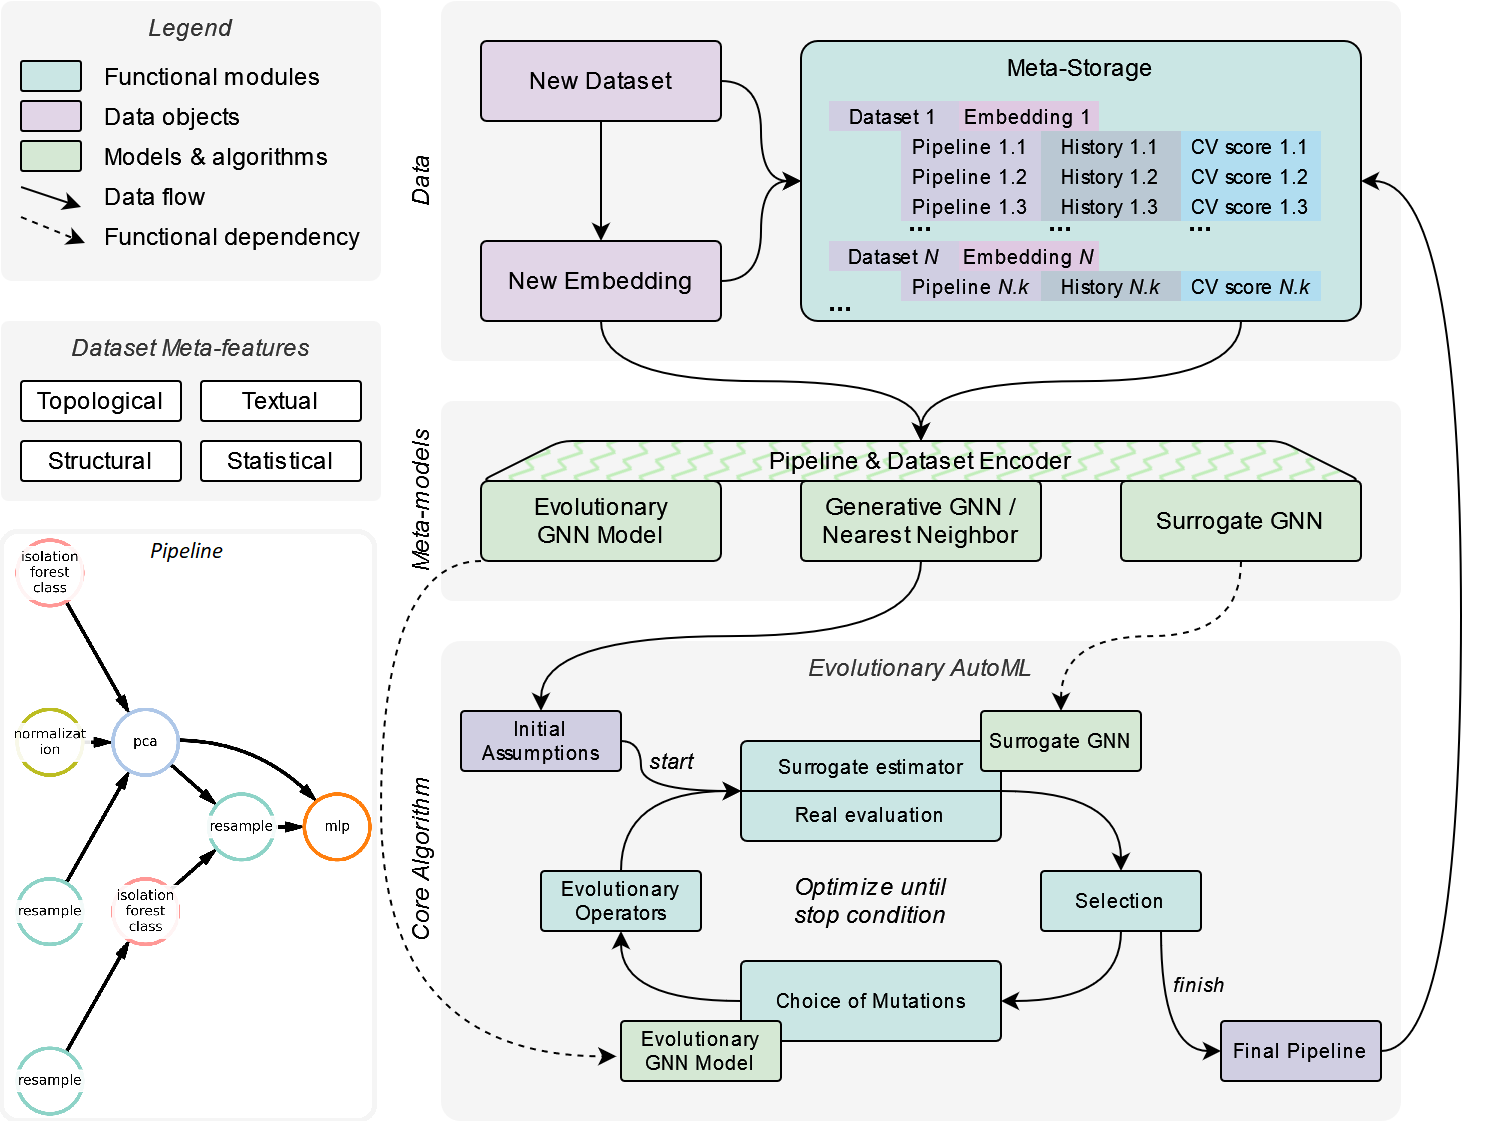 Legend
Functional modules
Data objects
Models & algorithms
Data flow
Functional dependency
Dataset Meta-features
Topological
Textual
Structural
Statistical
Pipeline
isolation
forest
class
normalizat
ion
pca
resample
mlp
resample
isolation
forest
class
resample
Data
New Dataset
New Embedding
Meta-Storage
Dataset 1 Embedding 1
Pipeline 1.1 History 1.1 CV score 1.1
Pipeline 1.2 History 1.2 CV score 1.2
Pipeline 1.3 History 1.3 CV score 1.3
... ... ...
Dataset N Embedding N
Pipeline N.k History N.k CV score N.k
...
Meta-models
Pipeline & Dataset Encoder
Evolutionary
GNN Model
Generative GNN /
Nearest Neighbor
Surrogate GNN
Core Algorithm
Evolutionary AutoML
Initial
Assumptions
start
Surrogate GNN
Surrogate estimator
Real evaluation
Evolutionary
Operators
Optimize until
stop condition
Selection
Choice of Mutations
finish
Evolutionary
GNN Model
Final Pipeline